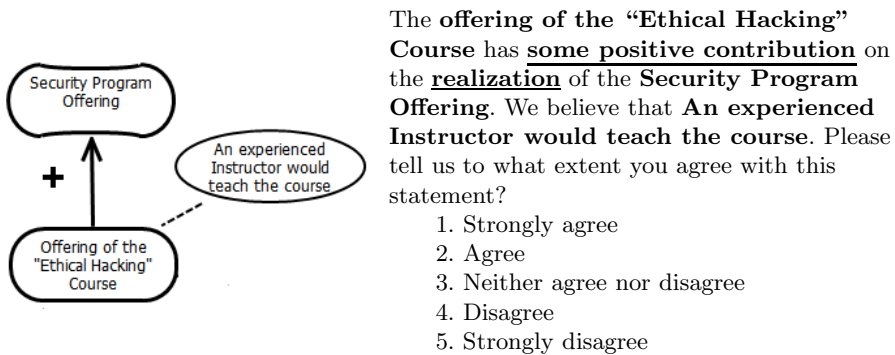 Security Program
Offering
+
An experienced
Instructor would
teach the course
Offering of the
"Ethical Hacking"
Course
The offering of the “Ethical Hacking”
Course has some positive contribution on
the realization of the Security Program
Offering. We believe that An experienced
Instructor would teach the course. Please
tell us to what extent you agree with this
statement?
1. Strongly agree
2. Agree
3. Neither agree nor disagree
4. Disagree
5. Strongly disagree